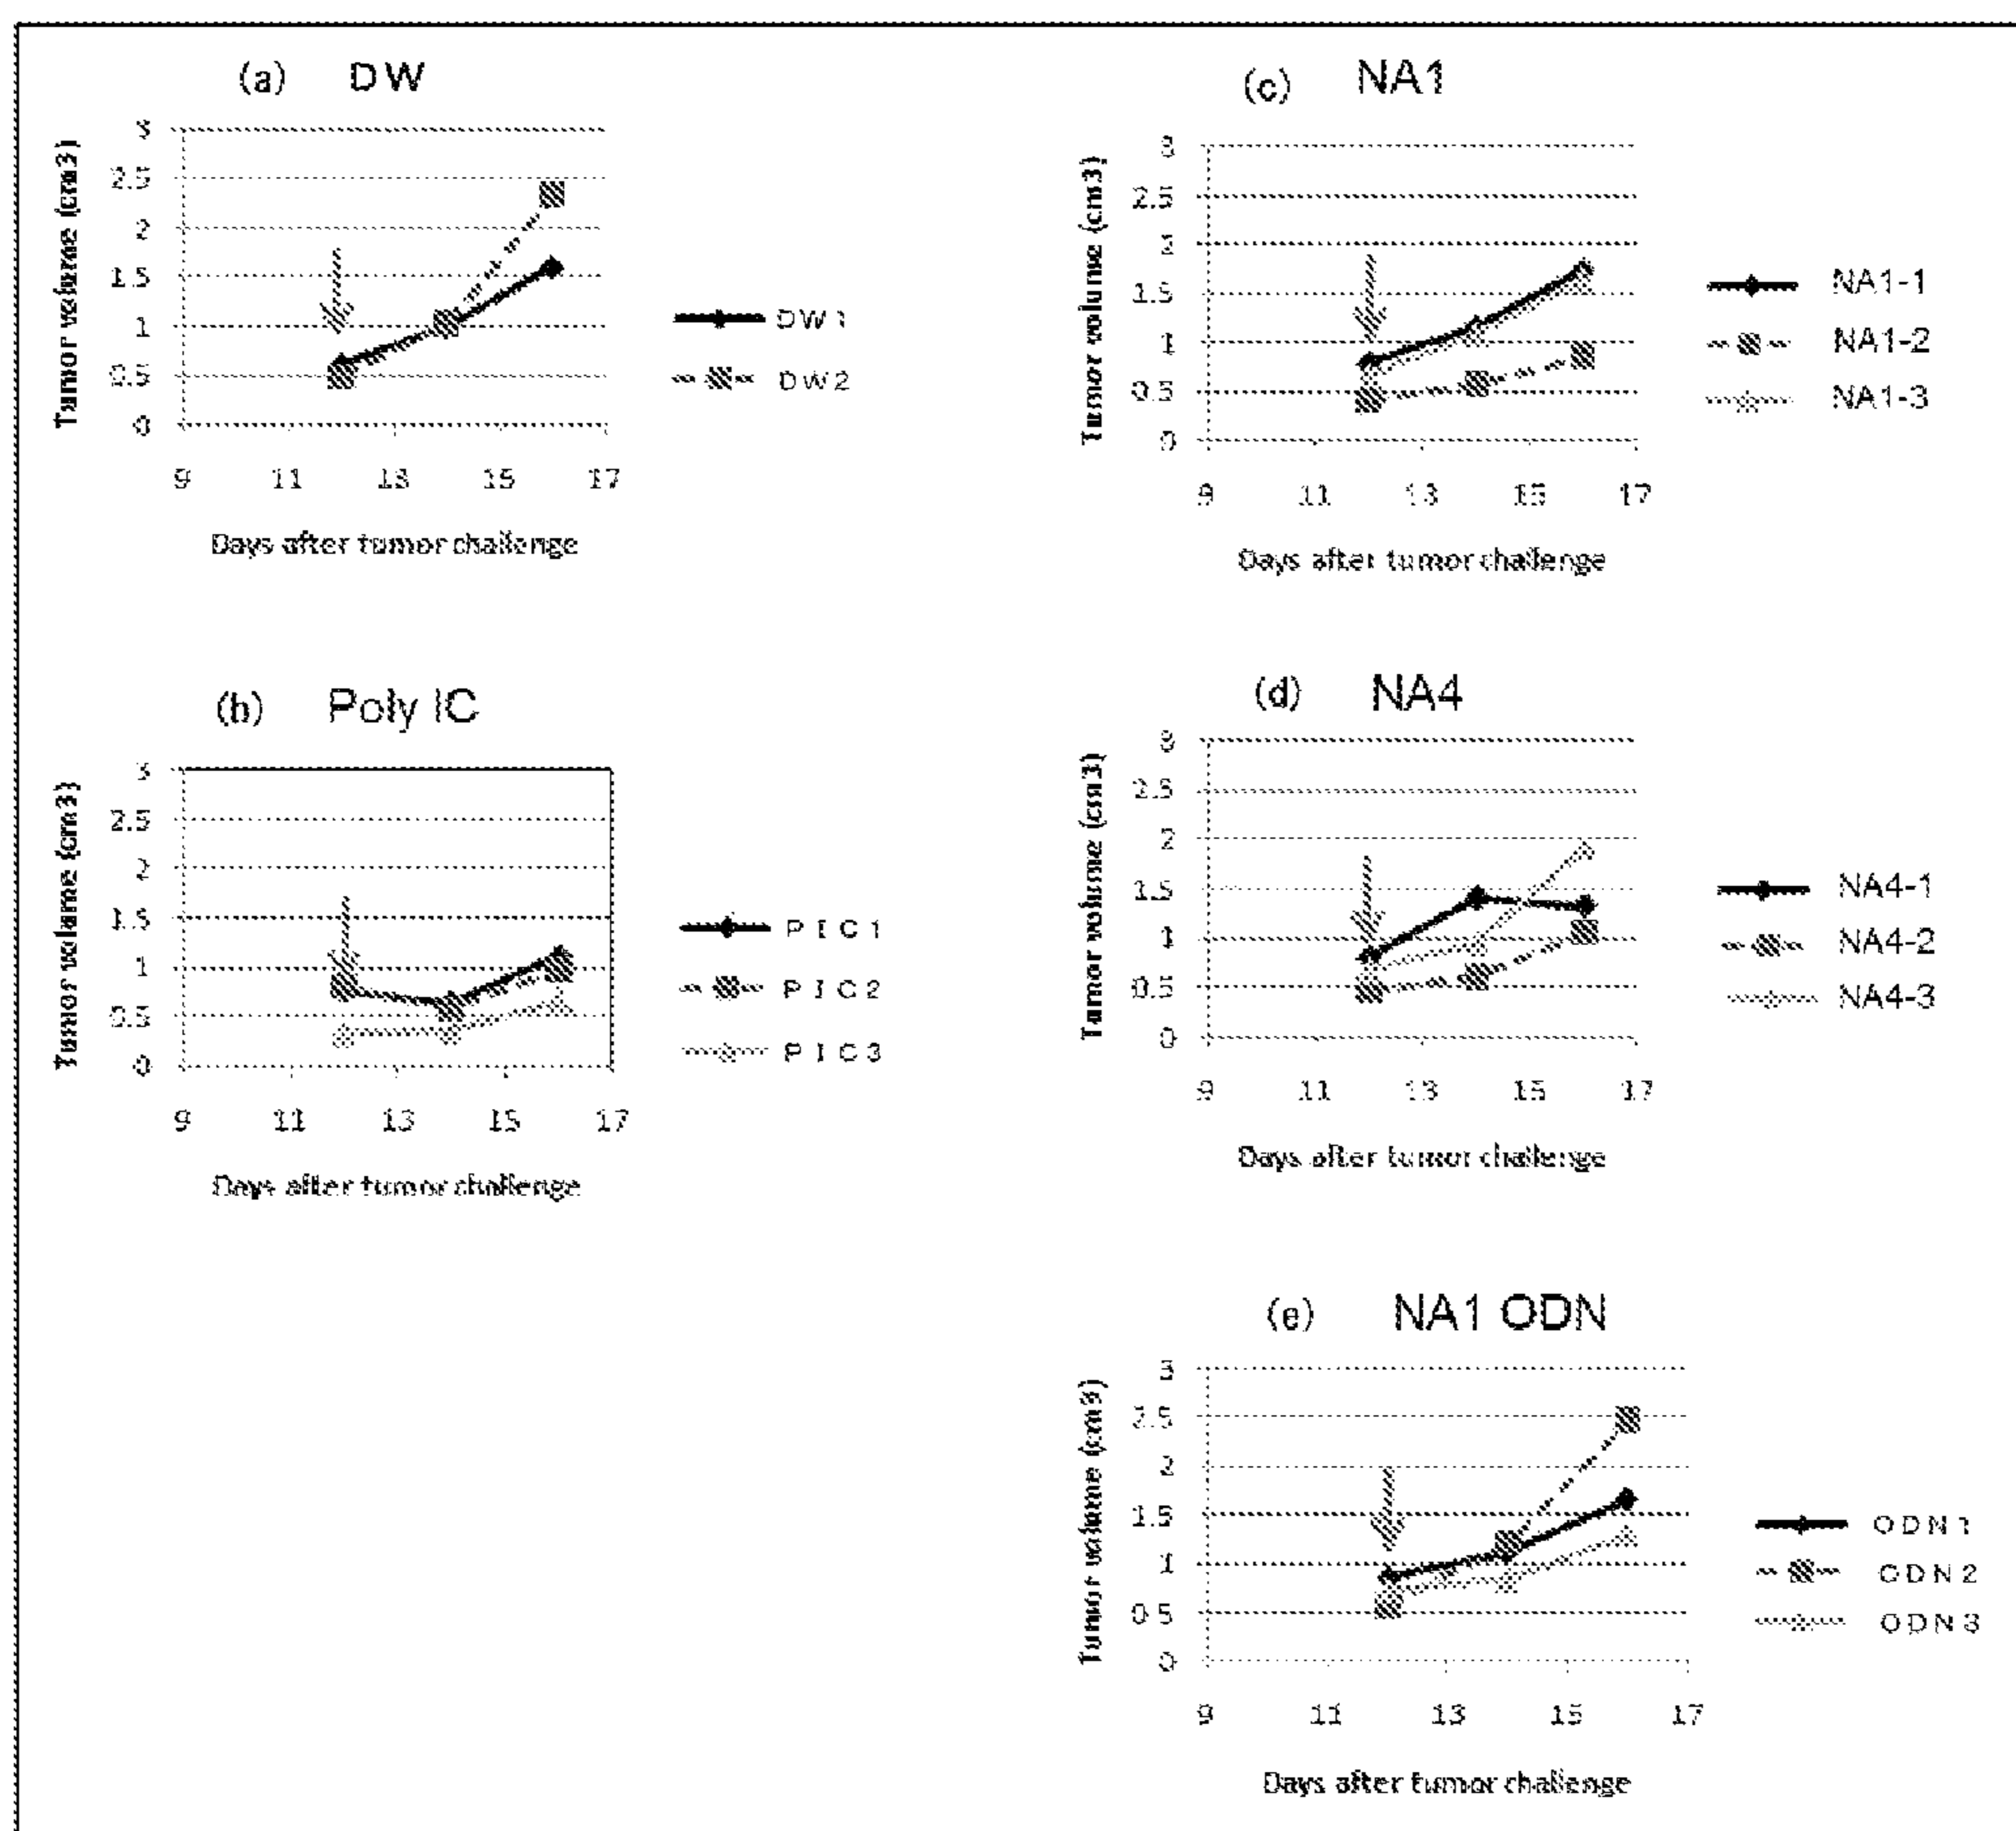 (a) DW
Tumor volume (cm3)
3
2.5
2
1.5
1
0.5
0
9 11 13 15 17
Days after tumor challenge
DW1
DW2
(b) Poly IC
Tumor volume (cm3)
3
2.5
2
1.5
1
0.5
0
9 11 13 15 17
Days after tumor challenge
PIC1
PIC2
PIC3
(c) NA1
Tumor volume (cm3)
3
2.5
2
1.5
1
0.5
0
9 11 13 15 17
Days after tumor challenge
NA1-1
NA1-2
NA1-3
(d) NA4
Tumor volume (cm3)
3
2.5
2
1.5
1
0.5
0
9 11 13 15 17
Days after tumor challenge
NA4-1
NA4-2
NA4-3
(e) NA1 ODN
Tumor volume (cm3)
3
2.5
2
1.5
1
0.5
0
9 11 13 15 17
Days after tumor challenge
ODN1
ODN2
ODN3